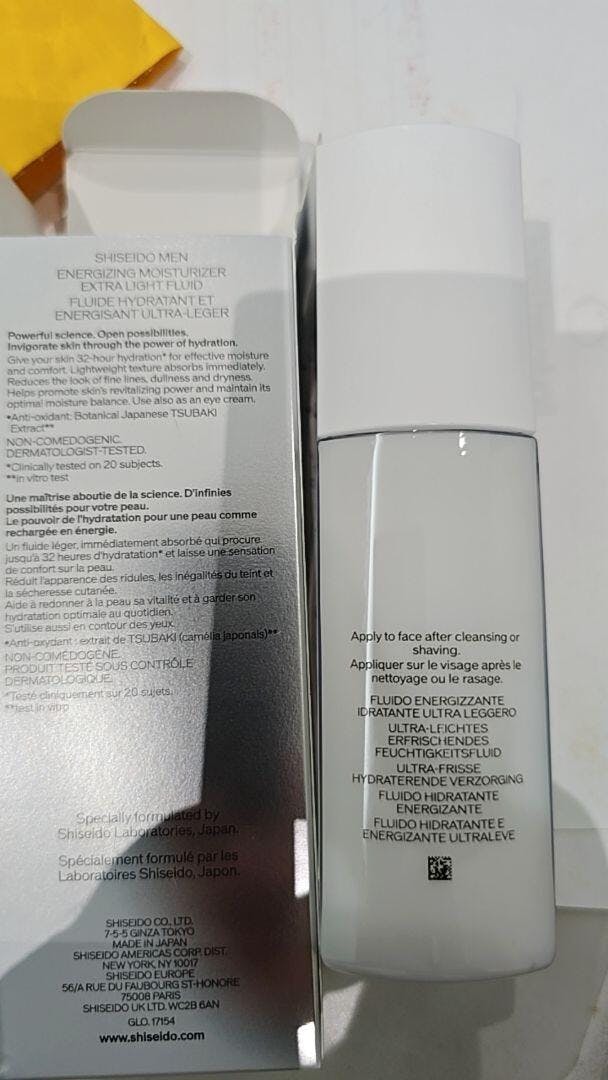 SHISEIDO MEN
ENERGIZING MOISTURIZER
EXTRA LIGHT FLUID
FLUIDE HYDRATANT ET
ENERGISANT ULTRA-LEGER
Powerful science. Open possibilities.
Invigorate skin through the power of hydration.
Give your skin 32-hour hydration* for effective moisture
and comfort. Lightweight texture absorbs immediately.
Reduces the look of fine lines, dullness and dryness.
Helps promote skin's revitalizing power and maintain its
optimal moisture balance. Use also as an eye cream.
•Anti-oxidant: Botanical Japanese TSUBAKI
Extract**
NON-COMEDOGENIC.
DERMATOLOGIST-TESTED.
*Clinically tested on 20 subjects.
**in vitro test
Une maîtrise aboutie de la science. D'infinies
possibilités pour votre peau.
Le pouvoir de l'hydratation pour une peau comme
rechargée en énergie.
Un fluide léger, immédiatement absorbé qui procure
jusqu'à 32 heures d'hydratation* et laisse une sensation
de confort sur la peau.
Réduit l'apparence des ridules, les inégalités du teint et
la sécheresse cutanée.
Aide à redonner à la peau sa vitalité et à garder son
hydratation optimale au quotidien.
S'utilise aussi en contour des yeux.
•Anti-oxydant : extrait de TSUBAKI (camélia japonais)**
NON-COMÉDOGÈNE.
PRODUIT TESTÉ SOUS CONTRÔLE
DERMATOLOGIQUE.
*Testé cliniquement sur 20 sujets.
**test in vitro
Specially formulated by
Shiseido Laboratories, Japan.
Spécialement formulé par les
Laboratoires Shiseido, Japon.
SHISEIDO CO., LTD.
7-5-5 GINZA TOKYO
MADE IN JAPAN
SHISEIDO AMERICAS CORP. DIST.
NEW YORK, NY 10017
SHISEIDO EUROPE
56/A RUE DU FAUBOURG ST-HONORE
75008 PARIS
SHISEIDO UK LTD. WC2B 6AN
GLO. 17154
www.shiseido.com
Apply to face after cleansing or
shaving.
Appliquer sur le visage après le
nettoyage ou le rasage.
FLUIDO ENERGIZZANTE
IDRATANTE ULTRA LEGGERO
ULTRA-LEICHTES
ERFRISCHENDES
FEUCHTIGKEITSFLUID
ULTRA-FRISSE
HYDRATERENDE VERZORGING
FLUIDO HIDRATANTE
ENERGIZANTE
FLUIDO HIDRATANTE E
ENERGIZANTE ULTRALEVE